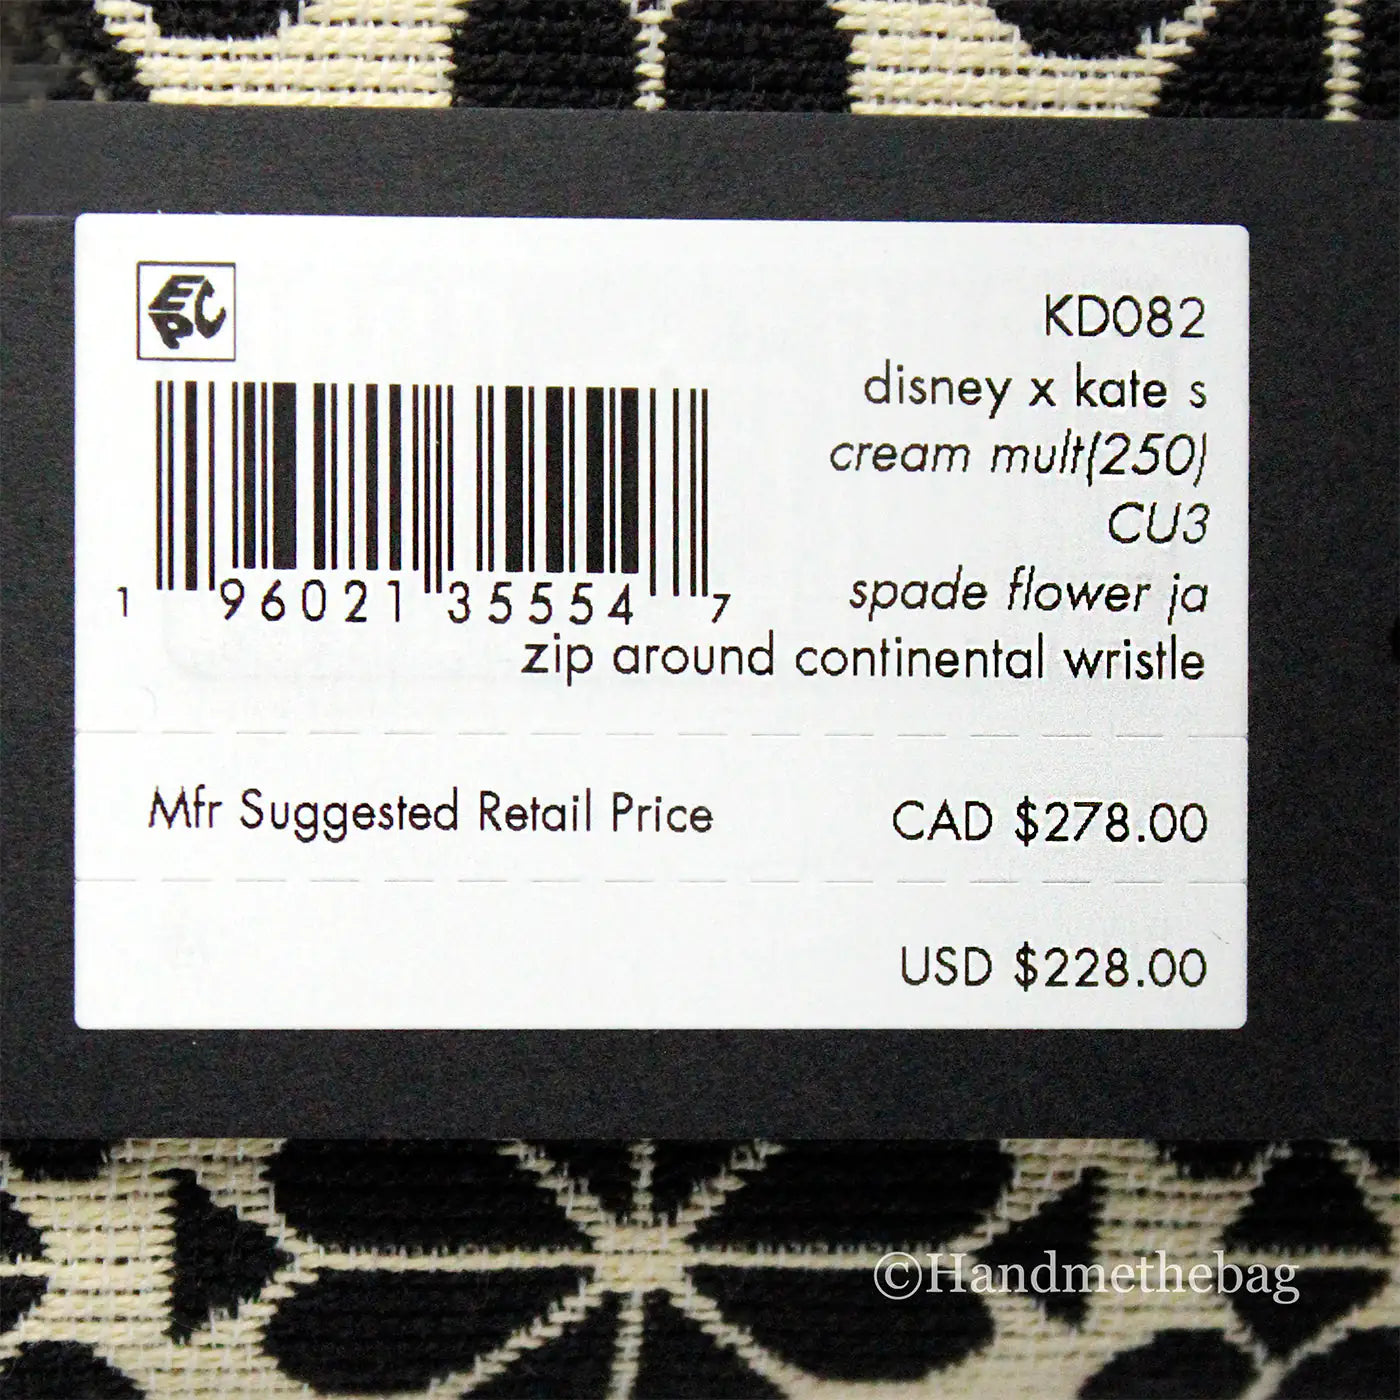 EPC
KD082
disney x kate s
cream mult(250)
CU3
spade flower ja
1 96021 35554 7
zip around continental wristle
Mfr Suggested Retail Price CAD $278.00
USD $228.00
©Handmethebag